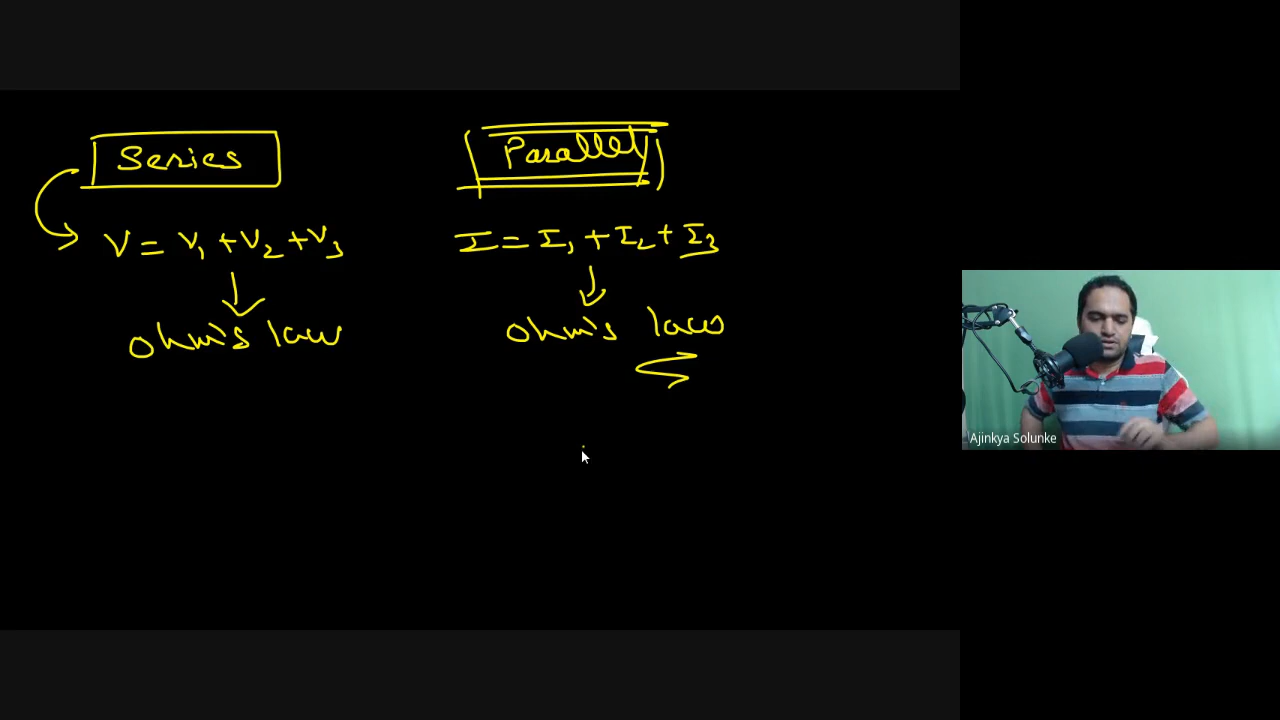 Series
Parallel
V = V1 + V2 + V3
I = I1 + I2 + I3
ohm's law
ohm's law
Ajinkya Solunke